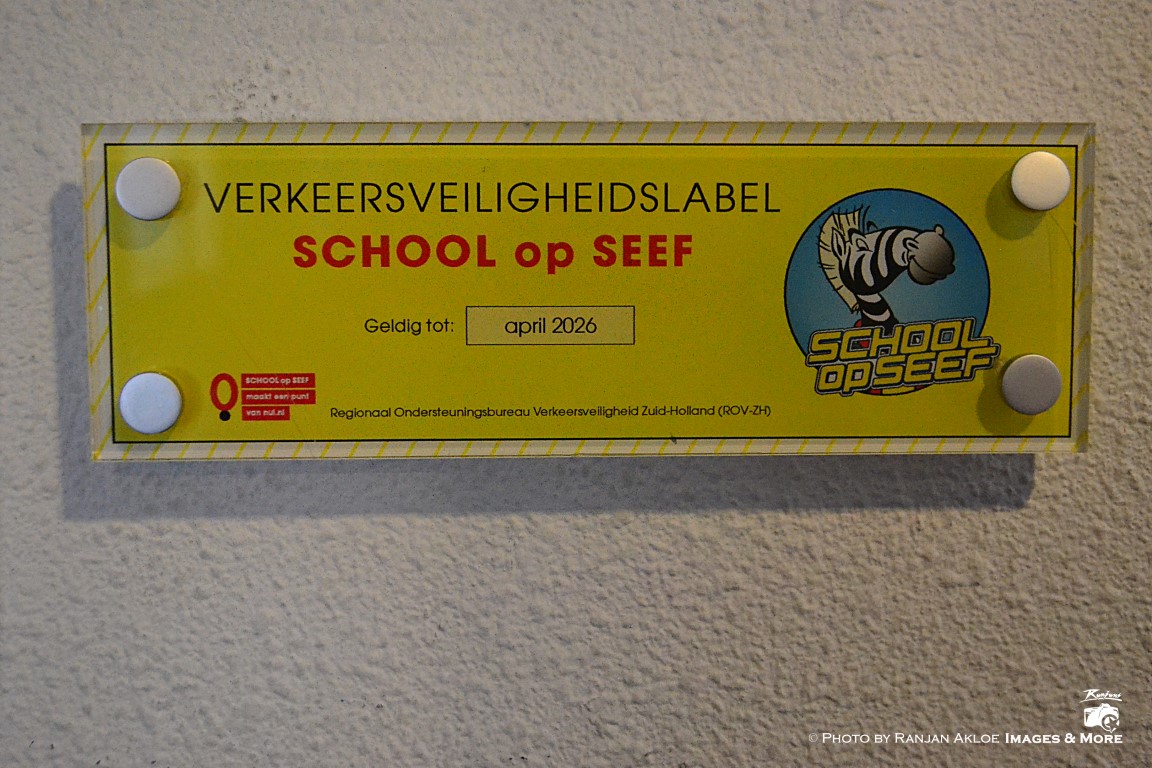 VERKEERSVEILIGHEIDSLABEL
SCHOOL op SEEF
Geldig tot: april 2026
SCHOOL
op SEEF
SCHOOL op SEEF
maakt een punt
van nul.nl
Regionaal Ondersteuningsbureau Verkeersveiligheid Zuid-Holland (ROV-ZH)
Ranjans
© PHOTO BY RANJAN AKLOE IMAGES & MORE